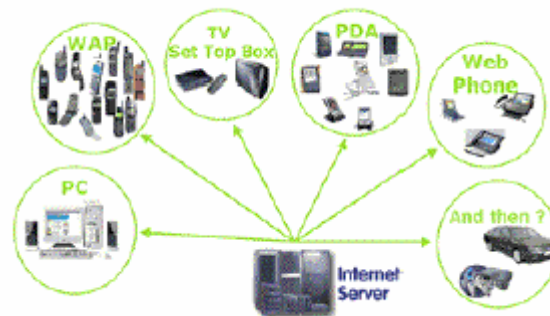 WAP
TV
Set Top Box
PDA
Web
Phone
PC
And then ?
Internet
Server